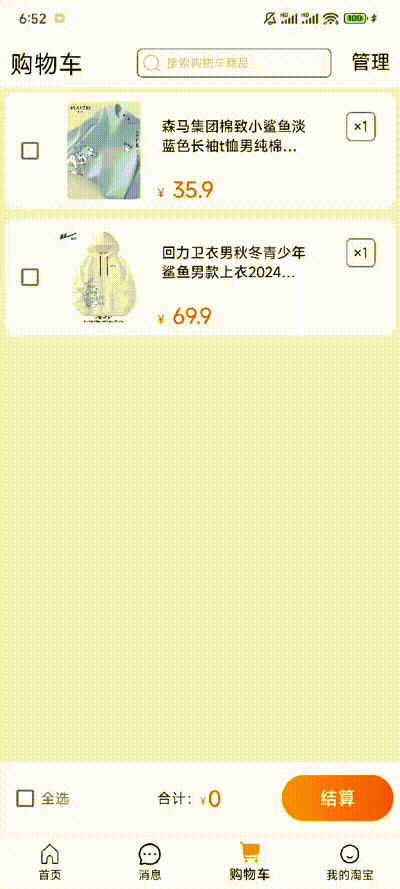 6:52
100
购物车
搜索购物车商品
管理
森马集团棉致小鲨鱼淡
蓝色长袖t恤男纯棉...
×1
¥ 35.9
回力卫衣男秋冬青少年
鲨鱼男款上衣2024...
×1
¥ 69.9
全选
合计：¥0
结算
首页
消息
购物车
我的淘宝